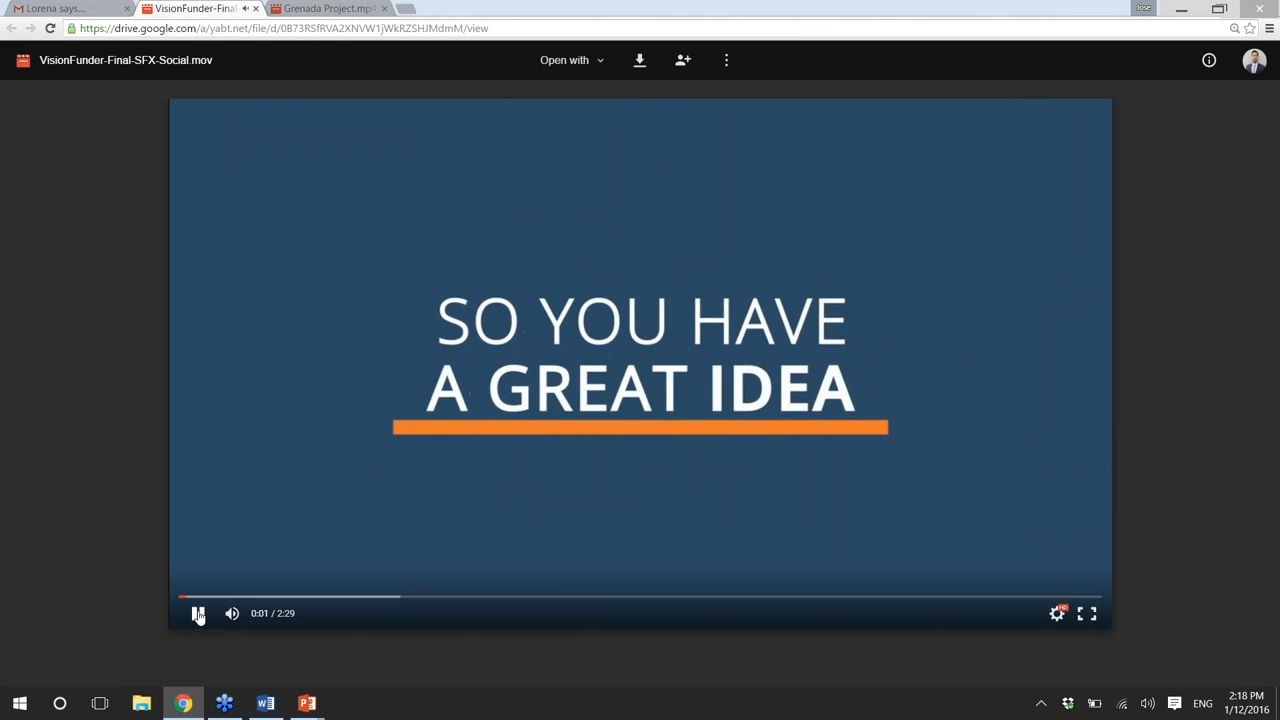 Lorena says...
VisionFunder-Final
Grenada Project.mp4
Jose
https://drive.google.com/a/yabt.net/file/d/0B73RSfRVA2XNVW1jWkRZSHJMdmM/view
VisionFunder-Final-SFX-Social.mov
Open with
SO YOU HAVE
A GREAT IDEA
0:01 / 2:29
HD
ENG
2:18 PM
1/12/2016